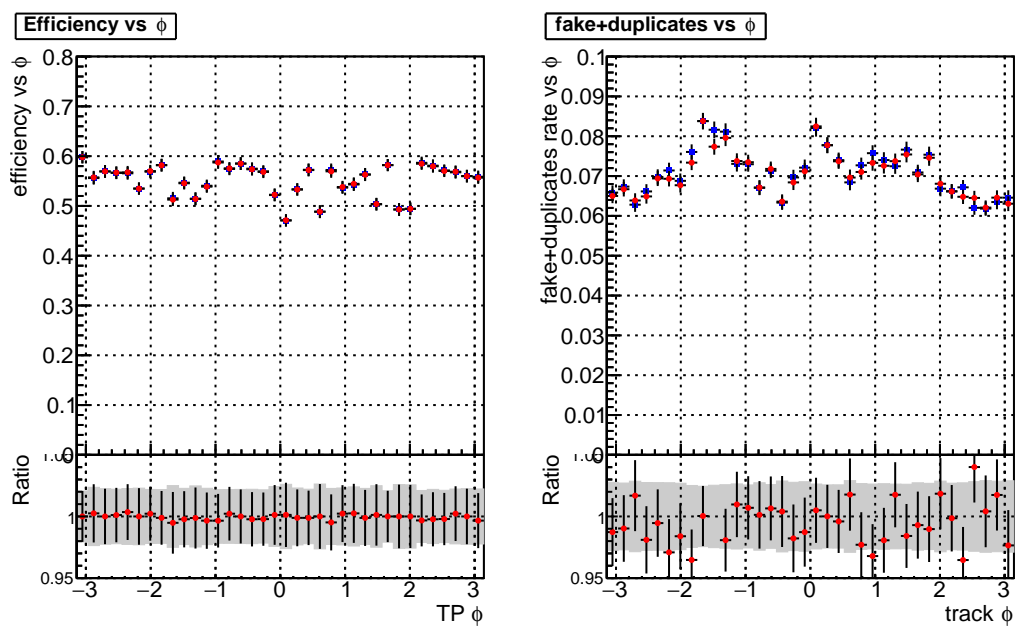 Efficiency vs ϕ
efficiency vs ϕ
0.8
0.7
0.6
0.5
0.4
0.3
0.2
0.1
0
Ratio
1
0.95
−3 −2 −1 0 1 2 3
TP ϕ
fake+duplicates vs ϕ
fake+duplicates rate vs ϕ
0.1
0.09
0.08
0.07
0.06
0.05
0.04
0.03
0.02
0.01
0
Ratio
1
0.95
−3 −2 −1 0 1 2 3
track ϕ